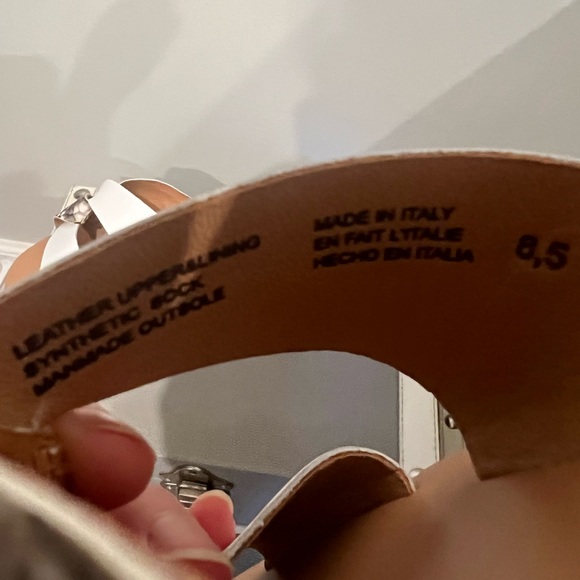 LEATHER UPPER&LINING
SYNTHETIC SOCK
MANMADE OUTSOLE
MADE IN ITALY
EN FAIT L'ITALIE
HECHO EN ITALIA
8,5